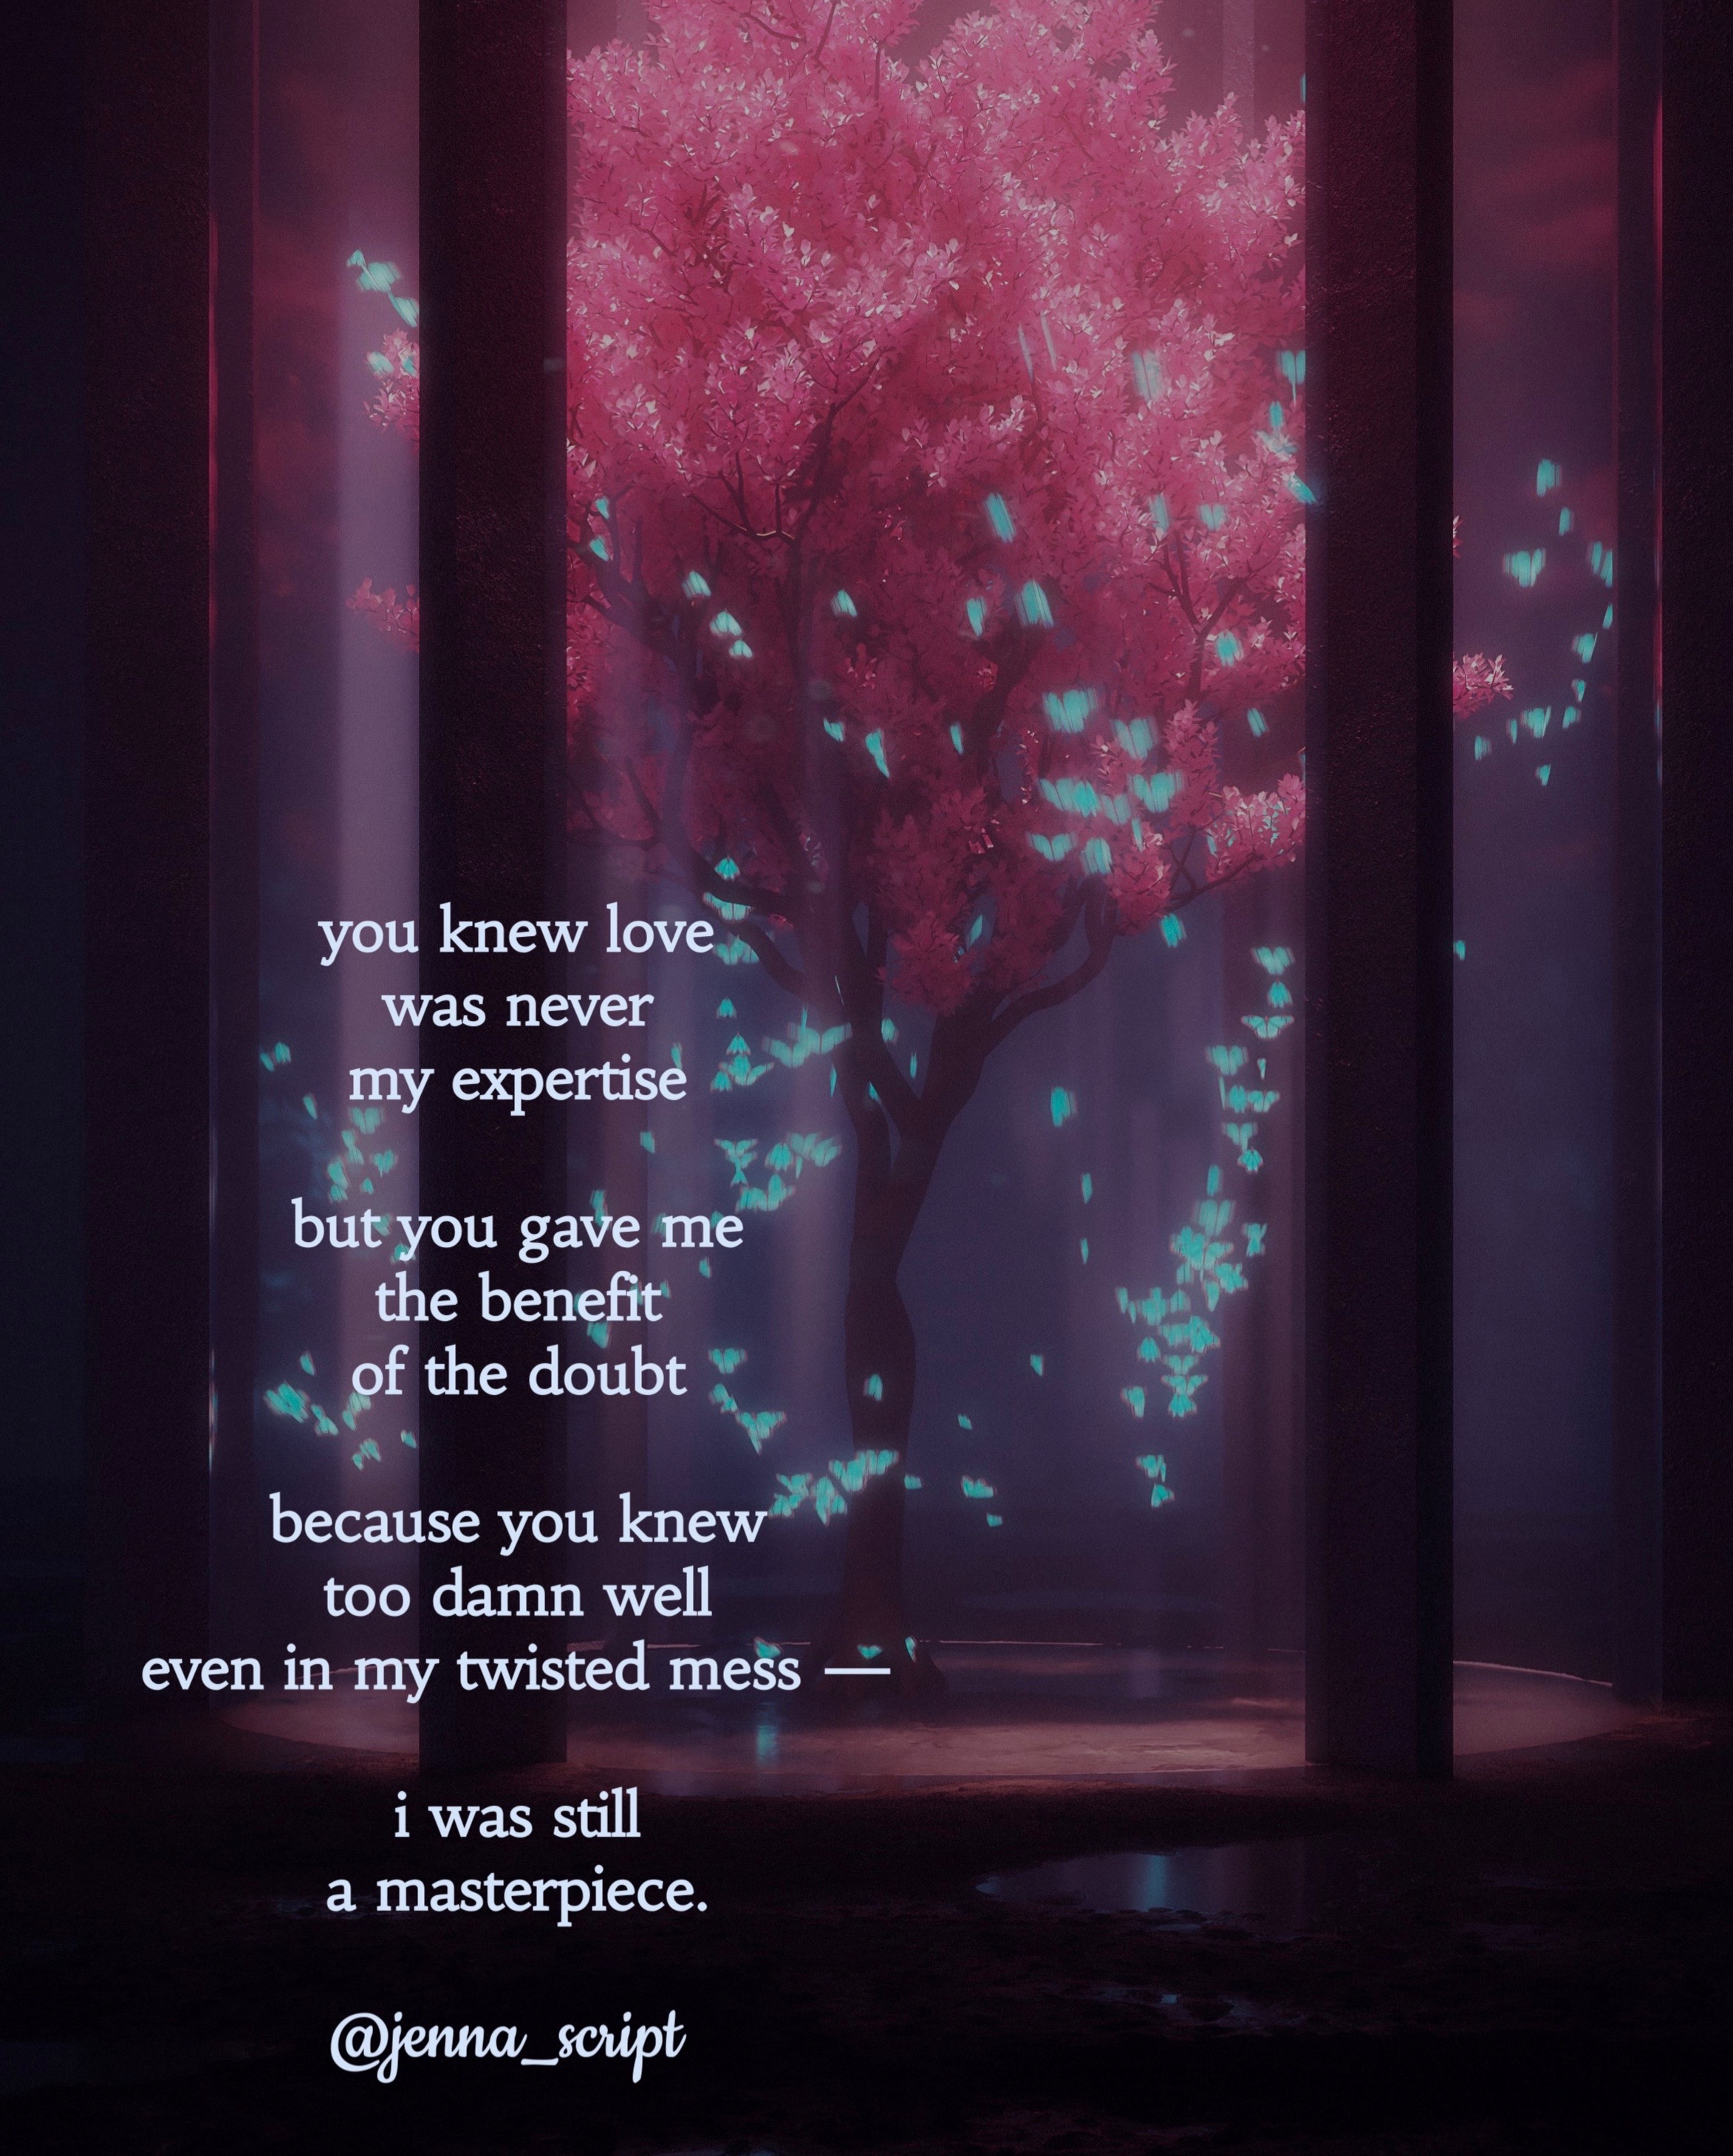 you knew love
was never
my expertise
but you gave me
the benefit
of the doubt
because you knew
too damn well
even in my twisted mess —
i was still
a masterpiece.
@jenna_script